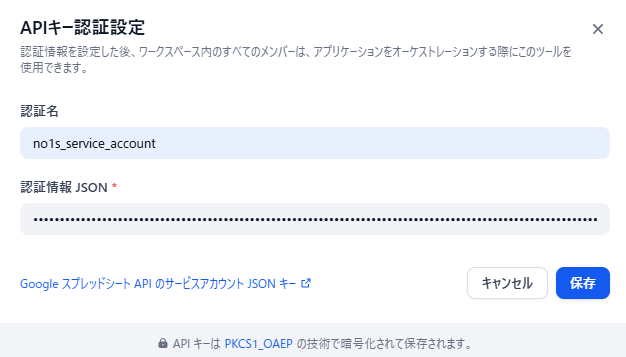 APIキー認証設定
認証情報を設定した後、ワークスペース内のすべてのメンバーは、アプリケーションをオーケストレーションする際にこのツールを
使用できます。
認証名
no1s_service_account
認証情報 JSON *
Google スプレッドシート API のサービスアカウント JSON キー
キャンセル
保存
API キーは PKCS1_OAEP の技術で暗号化されて保存されます。